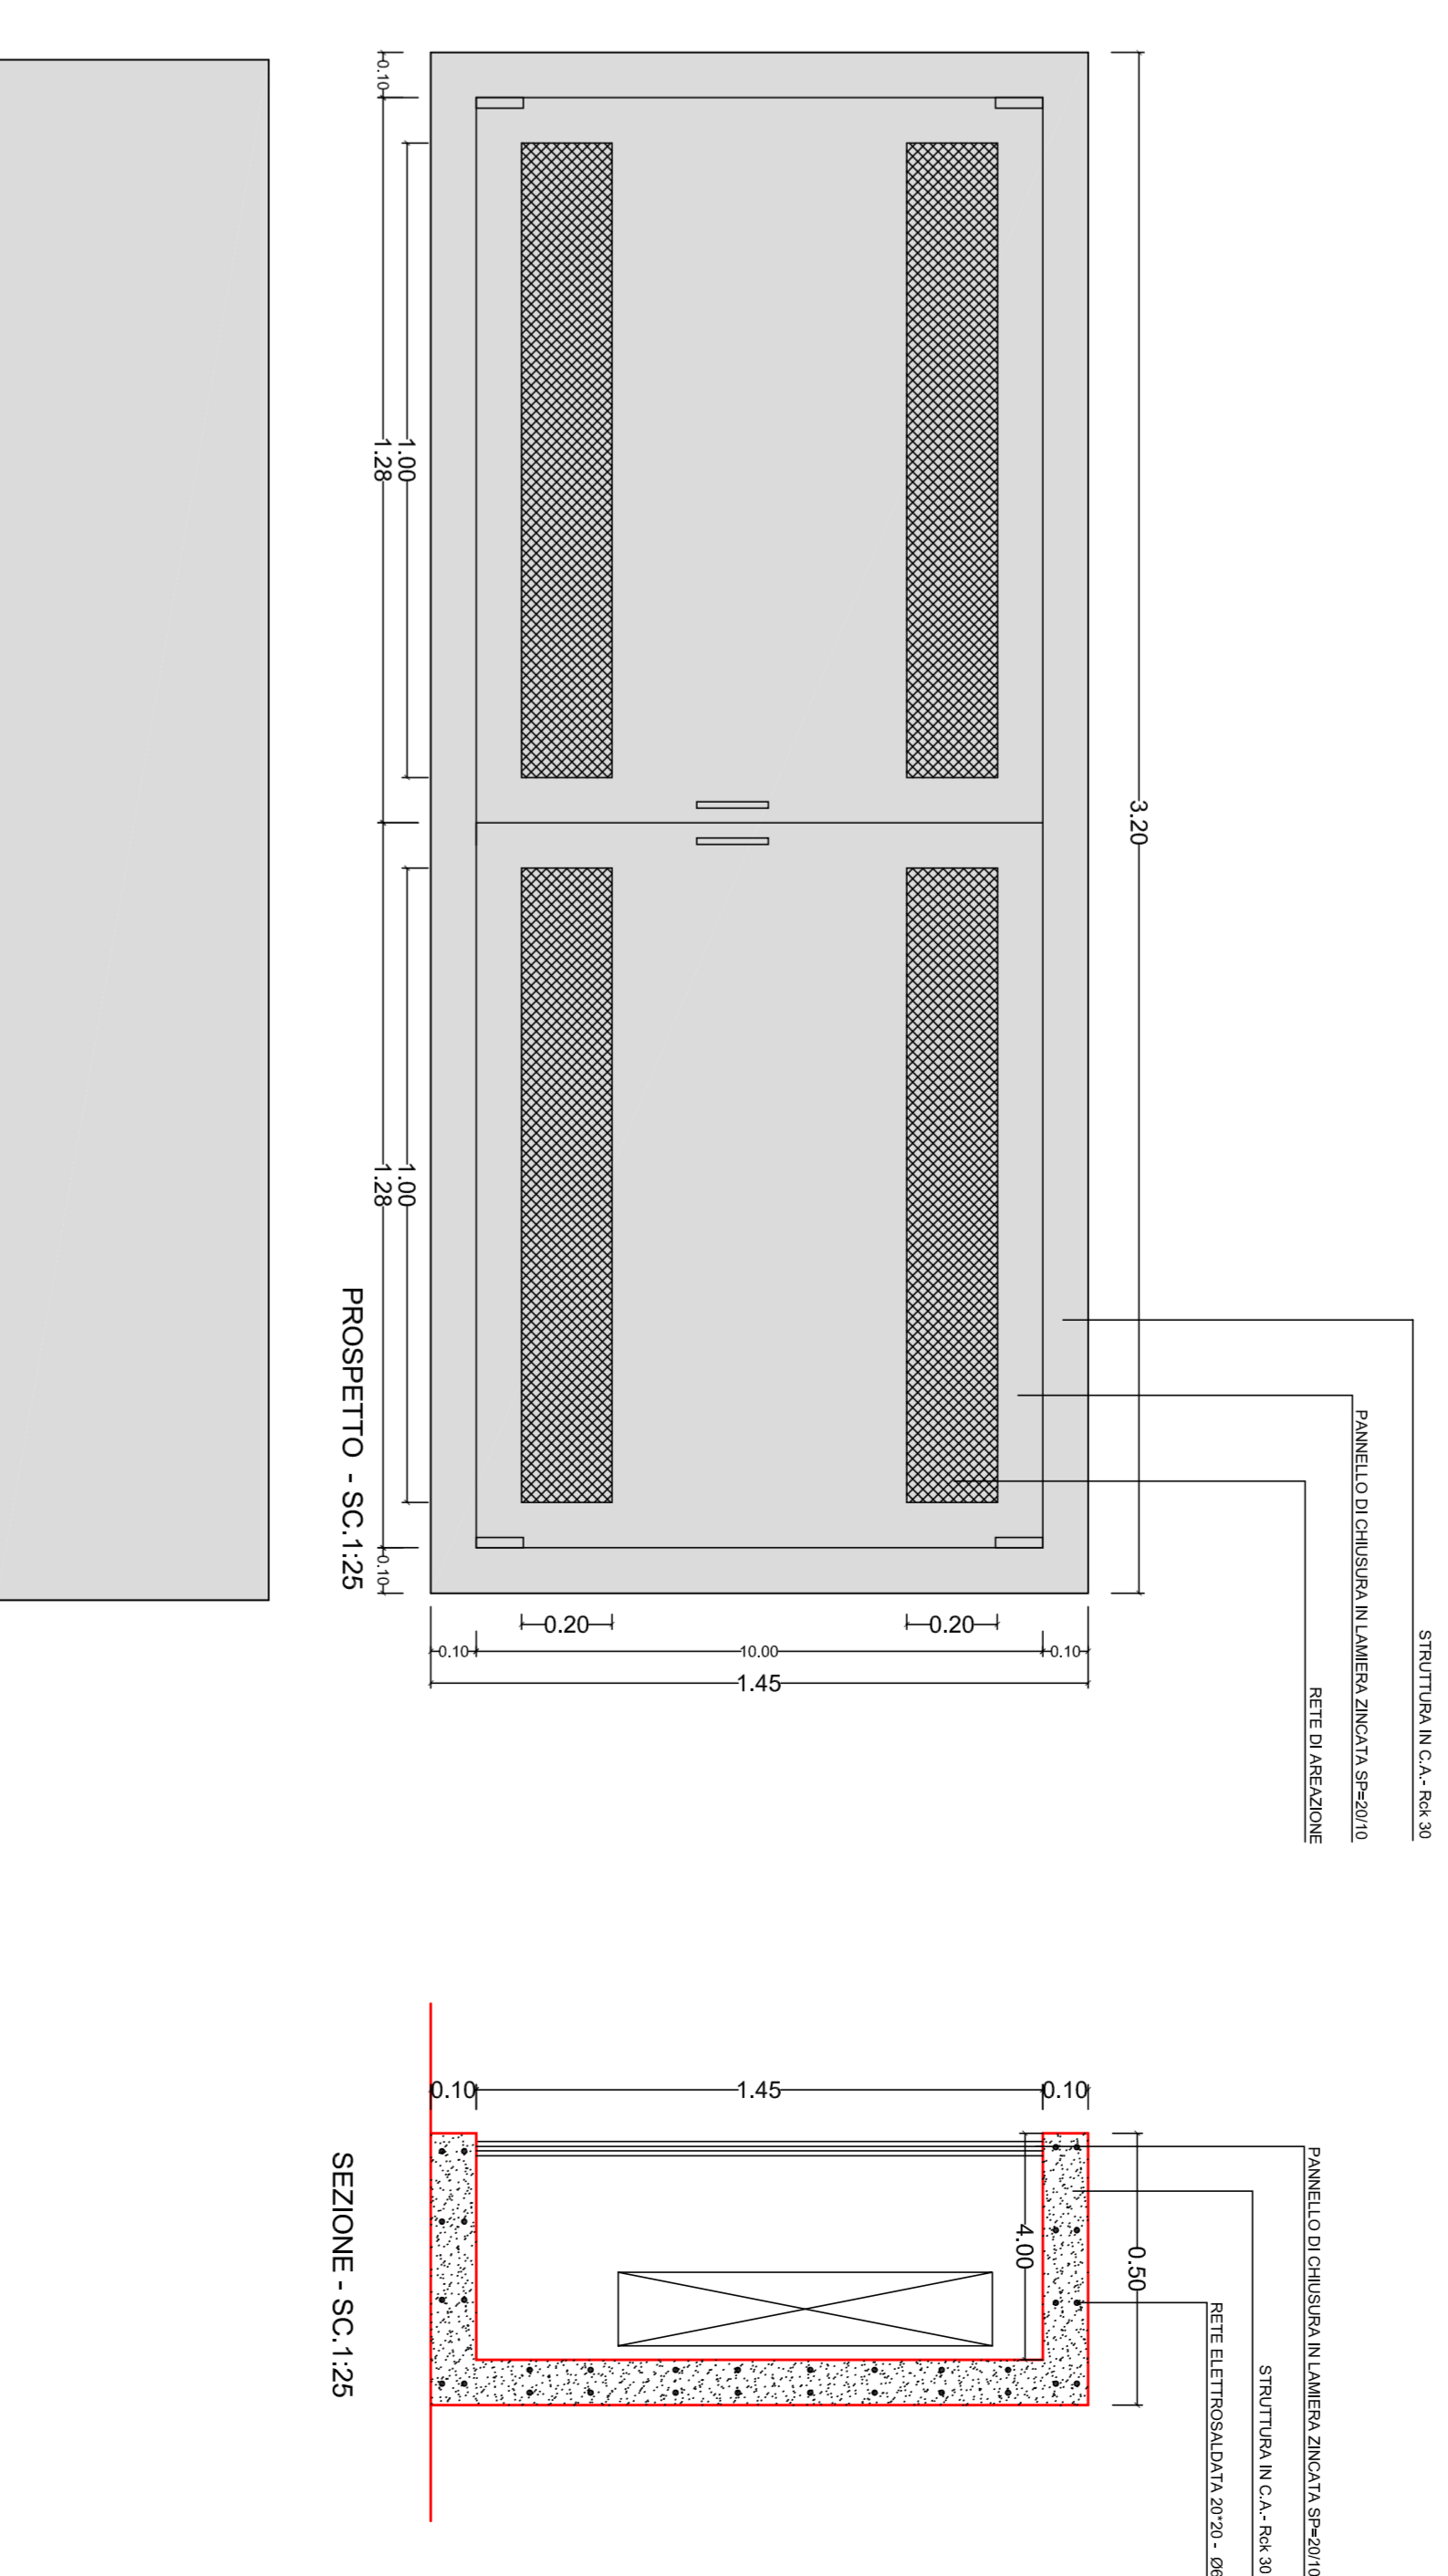 STRUTTURA IN C.A.- Rck 30
PANNELLO DI CHIUSURA IN LAMIERA ZINCATA SP=20/10
RETE DI AREAZIONE
3.20
0.20
0.20
0.10
10.00
0.10
1.45
1.00
1.00
0.10
1.28
1.28
0.10
PROSPETTO - SC.1:25
PANNELLO DI CHIUSURA IN LAMIERA ZINCATA SP=20/10
STRUTTURA IN C.A.- Rck 30
RETE ELETTROSALDATA 20*20 - Ø6
0.50
4.00
0.10
1.45
0.10
SEZIONE - SC.1:25